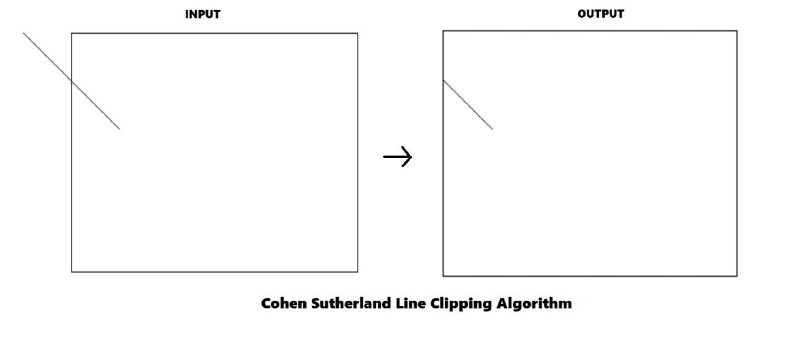 INPUT
OUTPUT
Cohen Sutherland Line Clipping Algorithm